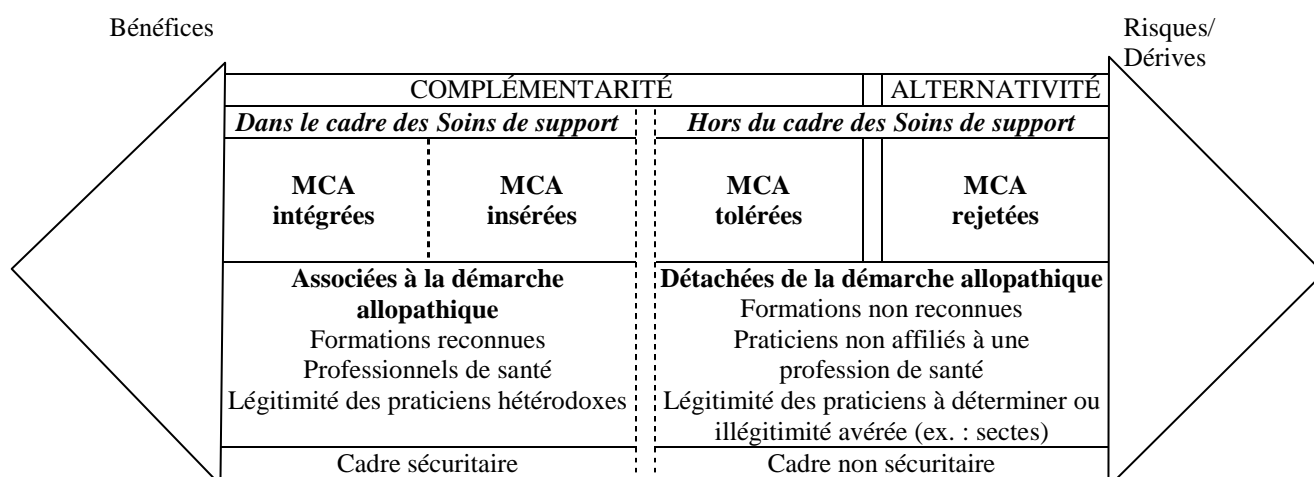 Bénéfices
Risques/
Dérives
COMPLÉMENTARITÉ
ALTERNATIVITÉ
Dans le cadre des Soins de support
Hors du cadre des Soins de support
MCA
intégrées
MCA
insérées
MCA
tolérées
MCA
rejetées
Associées à la démarche
allopathique
Formations reconnues
Professionnels de santé
Légitimité des praticiens hétérodoxes
Détachées de la démarche allopathique
Formations non reconnues
Praticiens non affiliés à une
profession de santé
Légitimité des praticiens à déterminer ou
illégitimité avérée (ex. : sectes)
Cadre sécuritaire
Cadre non sécuritaire